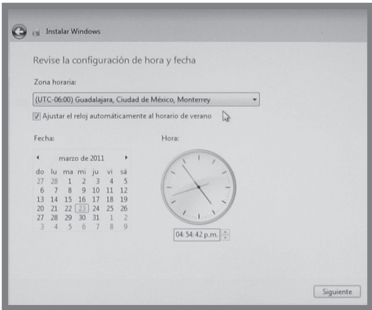 Instalar Windows
Revise la configuración de hora y fecha
Zona horaria:
(UTC-06:00) Guadalajara, Ciudad de México, Monterrey
Ajustar el reloj automáticamente al horario de verano
Fecha:
Hora:
marzo de 2011
do lu ma mi ju vi sá
27 28 1 2 3 4 5
6 7 8 9 10 11 12
13 14 15 16 17 18 19
20 21 22 23 24 25 26
27 28 29 30 31 1 2
3 4 5 6 7 8 9
04:54:42 p.m.
Siguiente